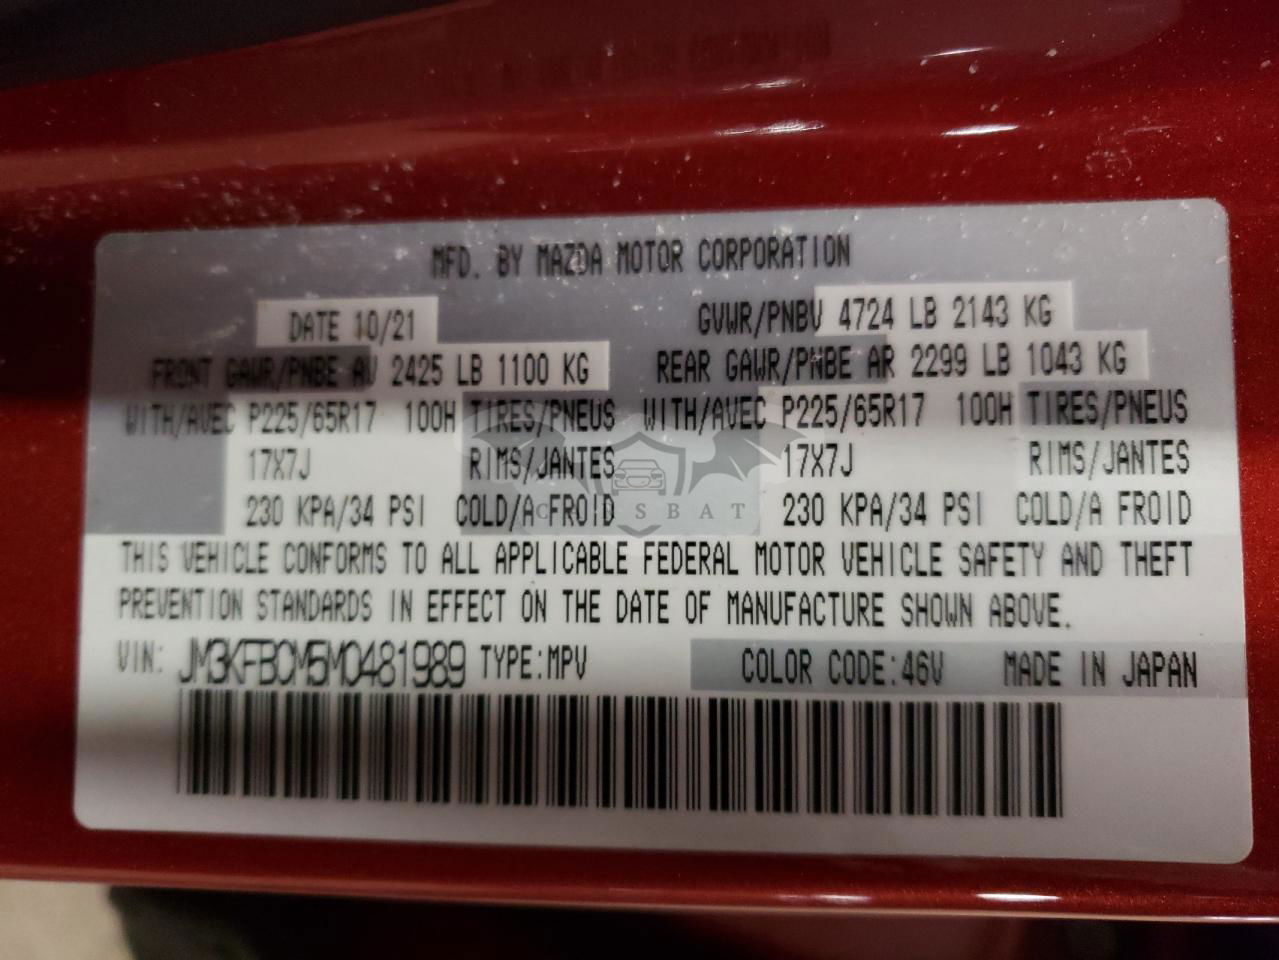 MFD. BY MAZDA MOTOR CORPORATION
DATE 10/21 GVWR/PNBV 4724 LB 2143 KG
FRONT GAWR/PNBE AV 2425 LB 1100 KG REAR GAWR/PNBE AR 2299 LB 1043 KG
WITH/AVEC P225/65R17 100H TIRES/PNEUS WITH/AVEC P225/65R17 100H TIRES/PNEUS
17X7J RIMS/JANTES 17X7J RIMS/JANTES
230 KPA/34 PSI COLD/A FROID 230 KPA/34 PSI COLD/A FROID
THIS VEHICLE CONFORMS TO ALL APPLICABLE FEDERAL MOTOR VEHICLE SAFETY AND THEFT
PREVENTION STANDARDS IN EFFECT ON THE DATE OF MANUFACTURE SHOWN ABOVE.
VIN: JM3KFBCM5M0481989 TYPE:MPV COLOR CODE:46V MADE IN JAPAN